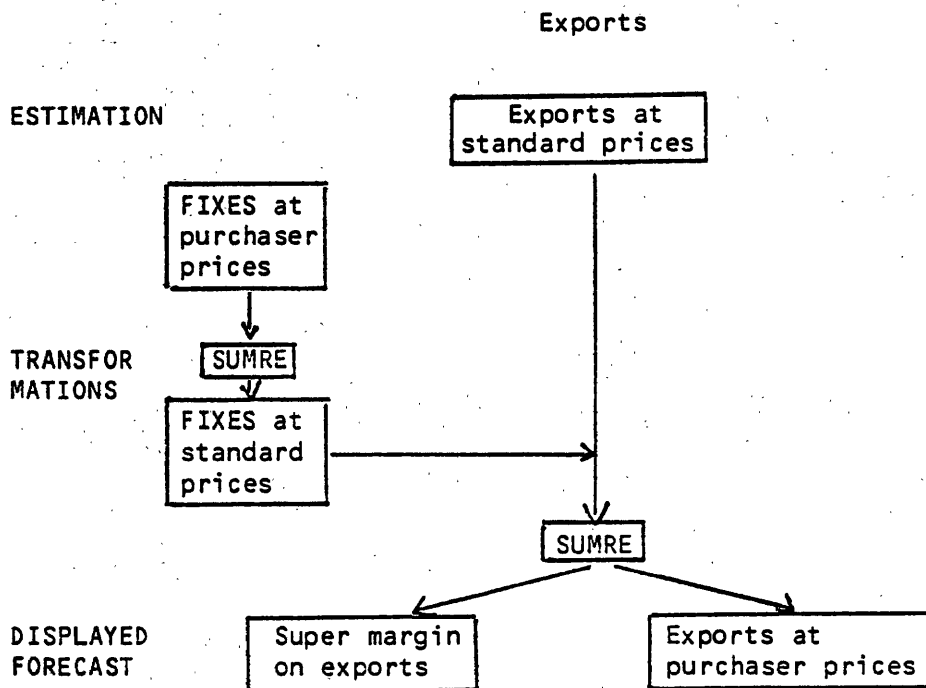 Exports
ESTIMATION
Exports at
standard prices
FIXES at
purchaser
prices
TRANSFOR
MATIONS
SUMRE
FIXES at
standard
prices
SUMRE
DISPLAYED
FORECAST
Super margin
on exports
Exports at
purchaser prices